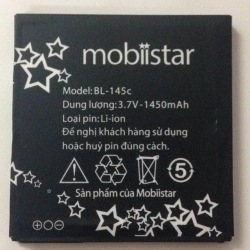 mobiistar
Model: BL-145c
Dung lượng: 3.7V-1450mAh
Loại pin: Li-ion
Đề nghị khách hàng sử dụng
hoặc huỷ pin đúng cách.
5
Sản phẩm của Mobiistar